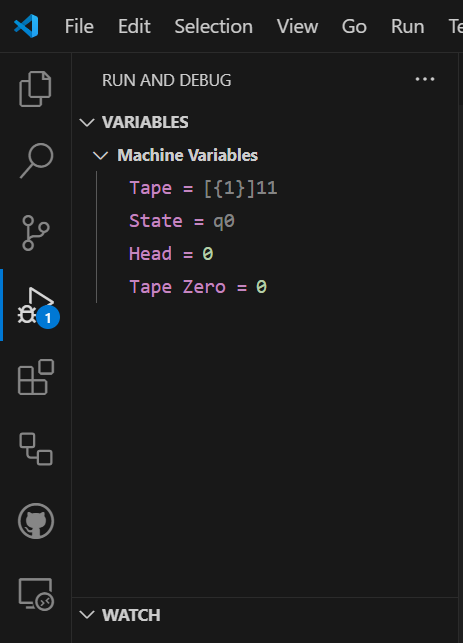 File Edit Selection View Go Run Te
RUN AND DEBUG
VARIABLES
Machine Variables
Tape = [{1}]11
State = q0
Head = 0
Tape Zero = 0
1
WATCH